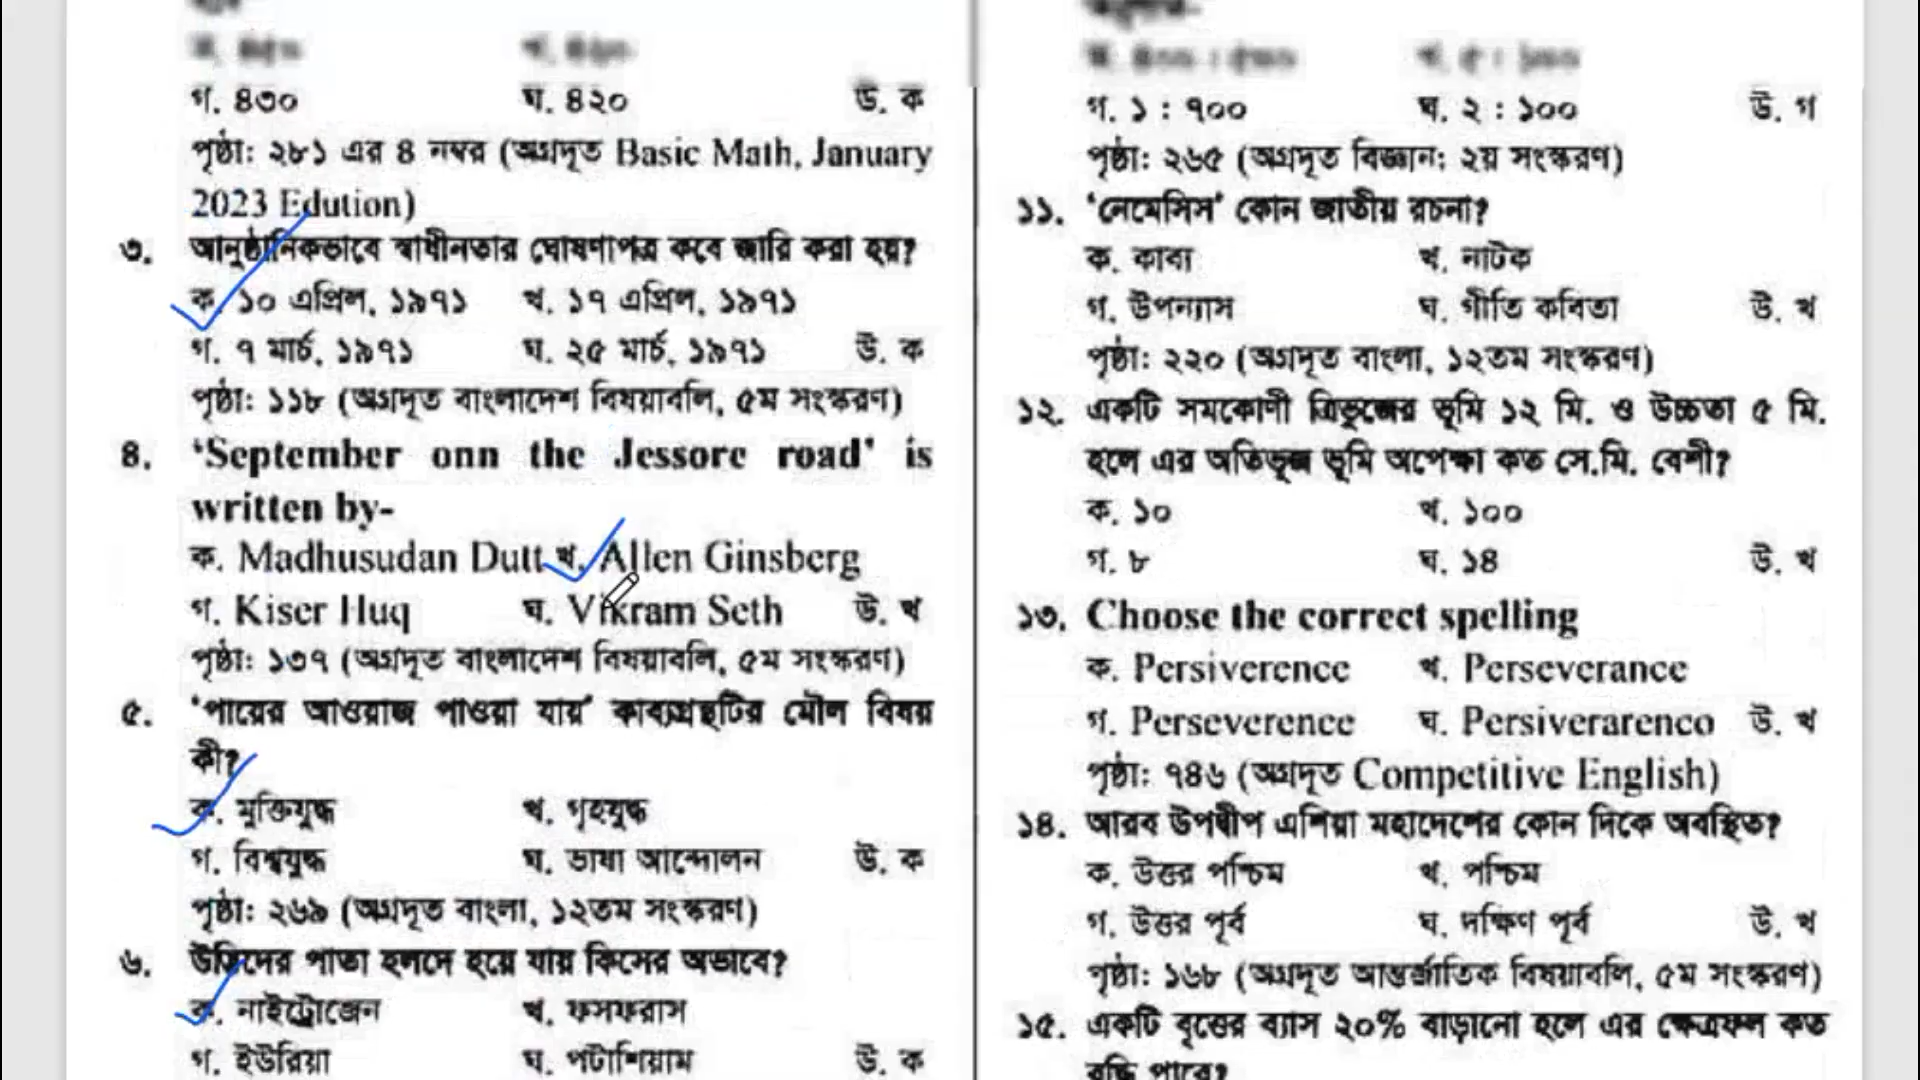 গ. ৪৩০ ঘ. ৪২০ উ. ক
পৃষ্ঠা: ২৮১ এর ৪ নম্বর (অগ্রদূত Basic Math, January
2023 Edution)
৩. আনুষ্ঠানিকভাবে স্বাধীনতার ঘোষণাপত্র কবে জারি করা হয়?
ক. ১০ এপ্রিল, ১৯৭১ খ. ১৭ এপ্রিল, ১৯৭১
গ. ৭ মার্চ, ১৯৭১ ঘ. ২৫ মার্চ, ১৯৭১ উ. ক
পৃষ্ঠা: ১১৮ (অগ্রদূত বাংলাদেশ বিষয়াবলি, ৫ম সংস্করণ)
৪. ‘September onn the Jessore road’ is
written by-
ক. Madhusudan Dutt খ. Allen Ginsberg
গ. Kiser Huq ঘ. Vikram Seth উ. খ
পৃষ্ঠা: ১৩৭ (অগ্রদূত বাংলাদেশ বিষয়াবলি, ৫ম সংস্করণ)
৫. ‘পায়ের আওয়াজ পাওয়া যায়’ কাব্যগ্রন্থটির মৌল বিষয়
কী?
ক. মুক্তিযুদ্ধ খ. গৃহযুদ্ধ
গ. বিশ্বযুদ্ধ ঘ. ভাষা আন্দোলন উ. ক
পৃষ্ঠা: ২৬৯ (অগ্রদূত বাংলা, ১২তম সংস্করণ)
৬. উদ্ভিদের পাতা হলদে হয়ে যায় কিসের অভাবে?
ক. নাইট্রোজেন খ. ফসফরাস
গ. ইউরিয়া ঘ. পটাশিয়াম উ. ক
গ. ১ : ৭০০ ঘ. ২ : ১০০ উ. গ
পৃষ্ঠা: ২৬৫ (অগ্রদূত বিজ্ঞান: ২য় সংস্করণ)
১১. ‘নেমেসিস’ কোন জাতীয় রচনা?
ক. কাব্য খ. নাটক
গ. উপন্যাস ঘ. গীতি কবিতা উ. খ
পৃষ্ঠা: ২২০ (অগ্রদূত বাংলা, ১২তম সংস্করণ)
১২. একটি সমকোণী ত্রিভুজের ভূমি ১২ মি. ও উচ্চতা ৫ মি.
হলে এর অতিভূজ ভূমি অপেক্ষা কত সে.মি. বেশী?
ক. ১০ খ. ১০০
গ. ৮ ঘ. ১৪ উ. খ
১৩. Choose the correct spelling
ক. Persiverence খ. Perseverance
গ. Perseverence ঘ. Persiverarenco উ. খ
পৃষ্ঠা: ৭৪৬ (অগ্রদূত Competitive English)
১৪. আরব উপদ্বীপ এশিয়া মহাদেশের কোন দিকে অবস্থিত?
ক. উত্তর পশ্চিম খ. পশ্চিম
গ. উত্তর পূর্ব ঘ. দক্ষিণ পূর্ব উ. খ
পৃষ্ঠা: ১৬৮ (অগ্রদূত আন্তর্জাতিক বিষয়াবলি, ৫ম সংস্করণ)
১৫. একটি বৃত্তের ব্যাস ২০% বাড়ানো হলে এর ক্ষেত্রফল কত
বৃদ্ধি পাবে?